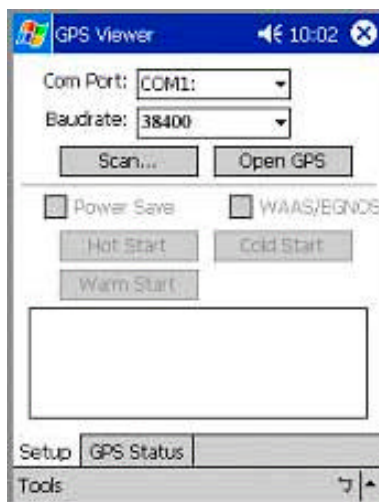 GPS Viewer 10:02
Com Port: COM1:
Baudrate: 38400
Scan... Open GPS
Power Save WAAS/EGNOS
Hot Start Cold Start
Warm Start
Setup GPS Status
Tools